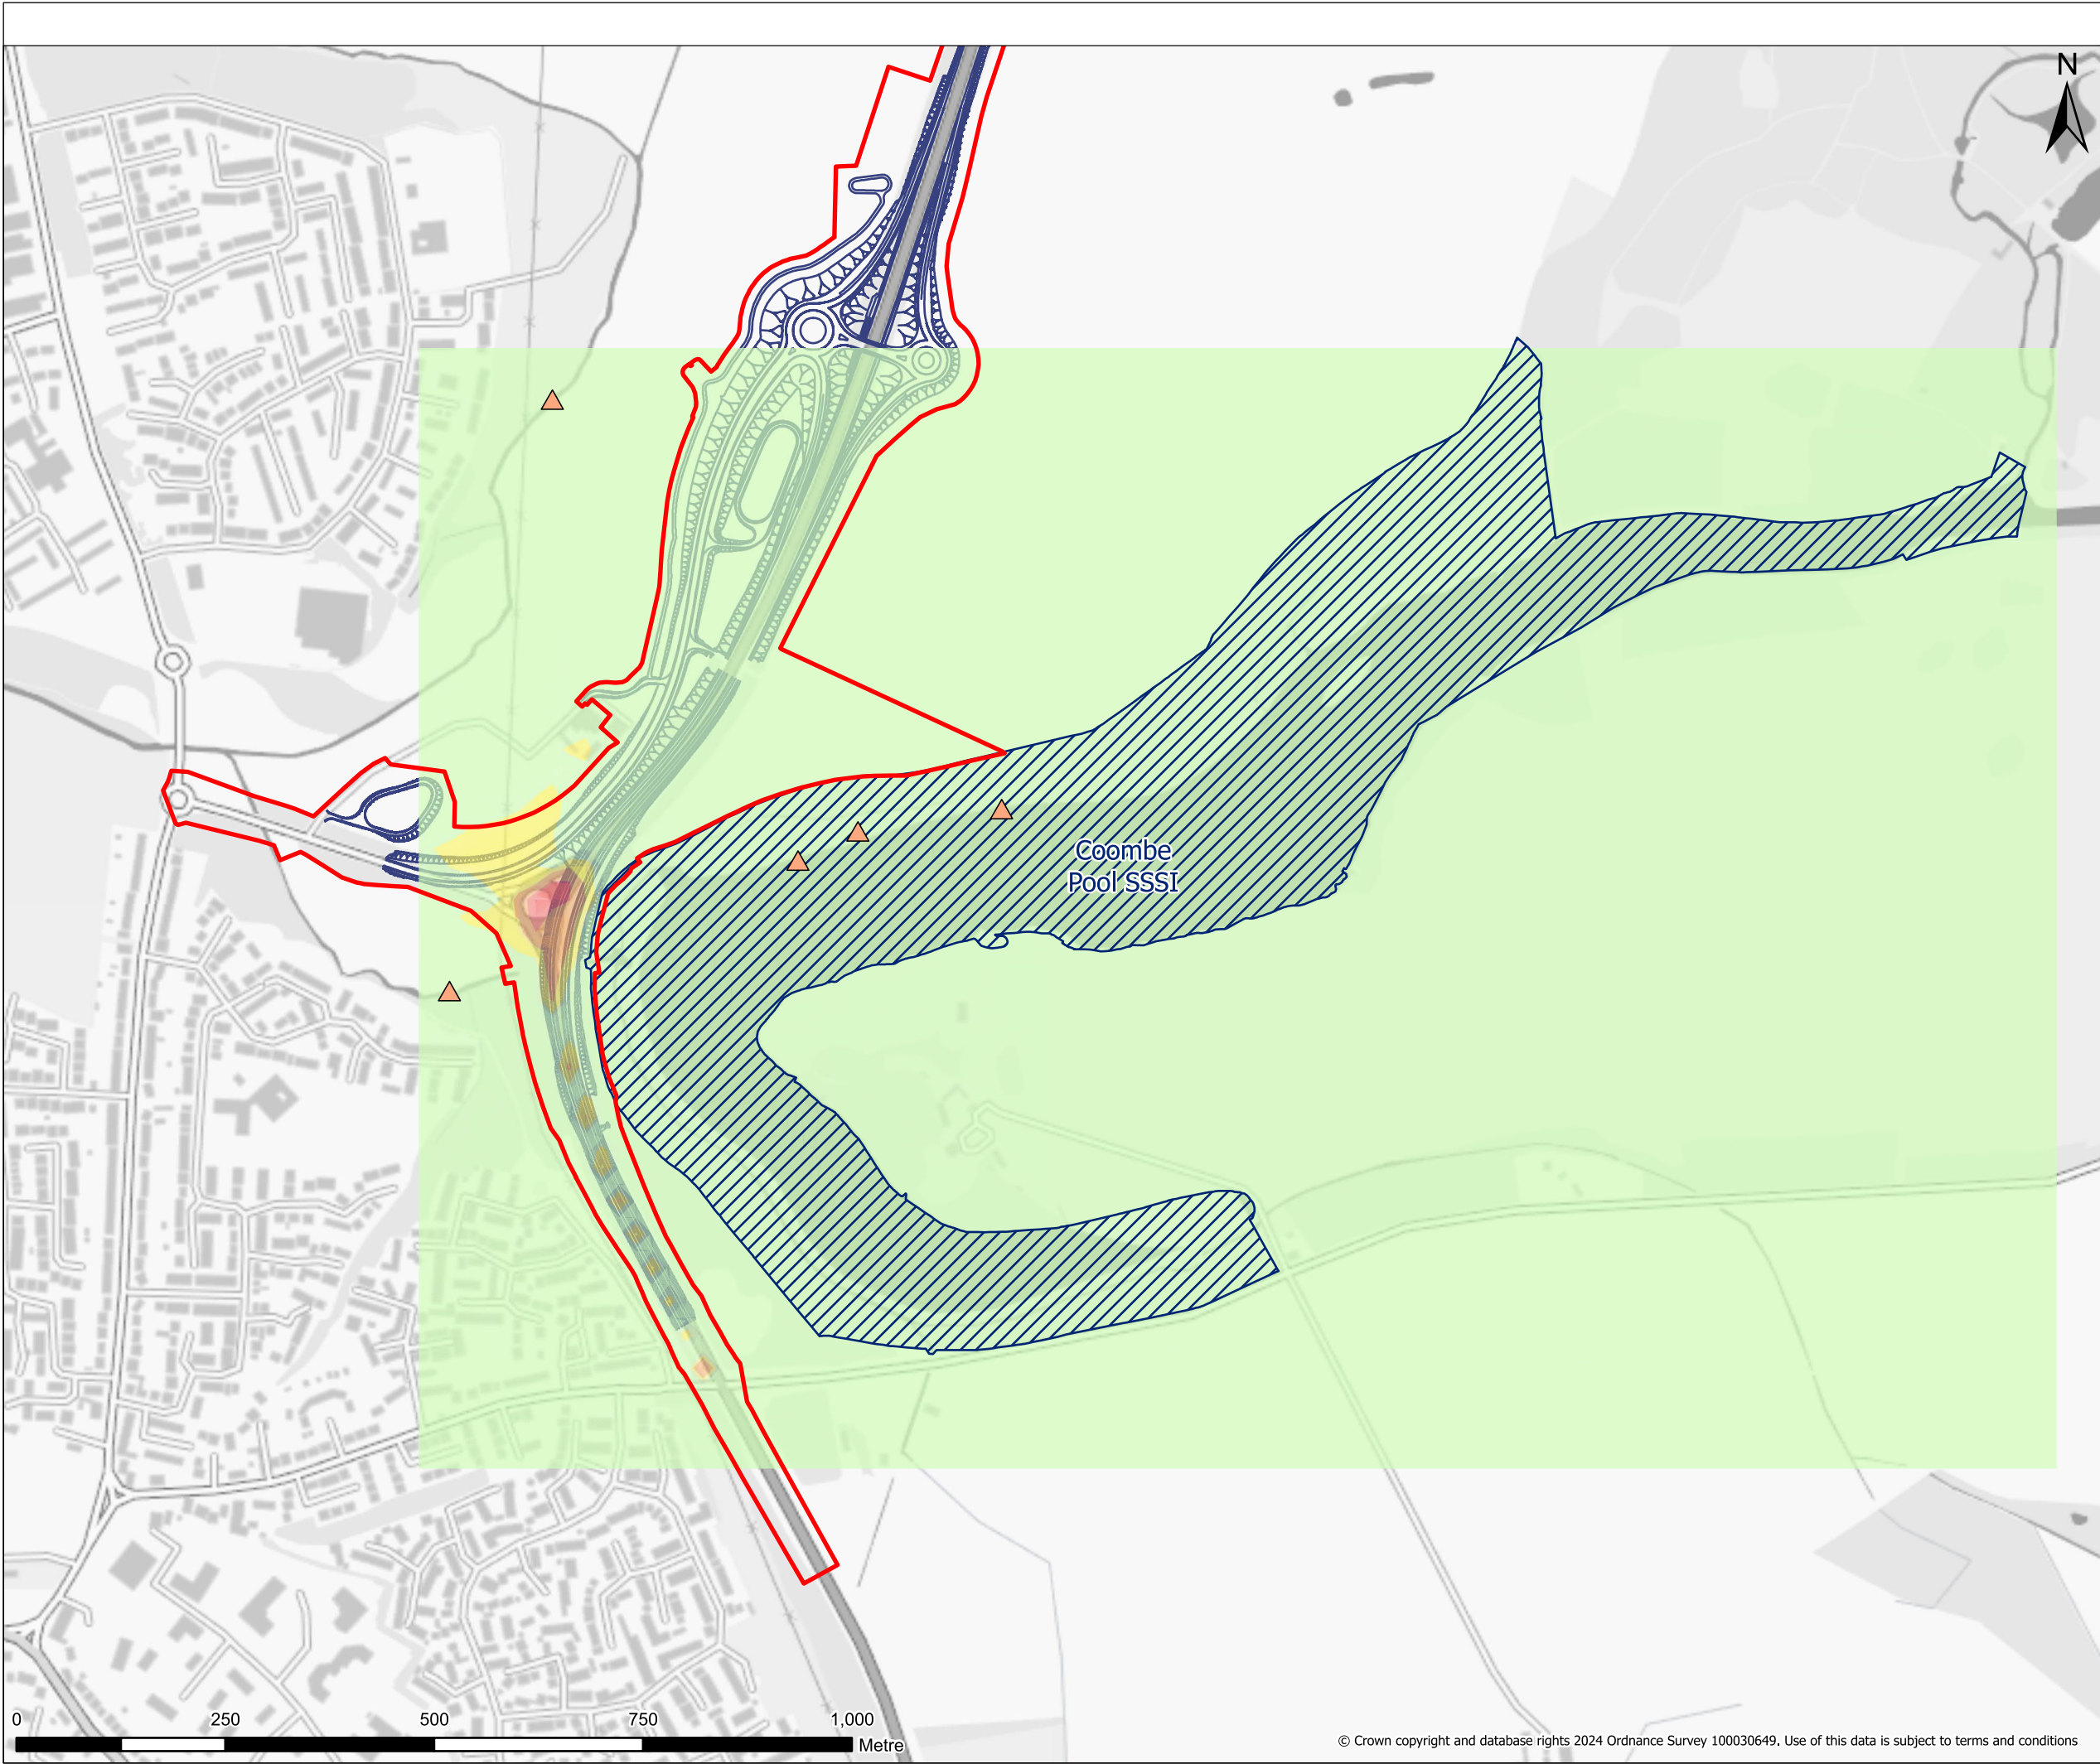 N
Coombe
Pool SSSI
0 250 500 750 1,000
Metre
© Crown copyright and database rights 2024 Ordnance Survey 100030649. Use of this data is subject to terms and conditions